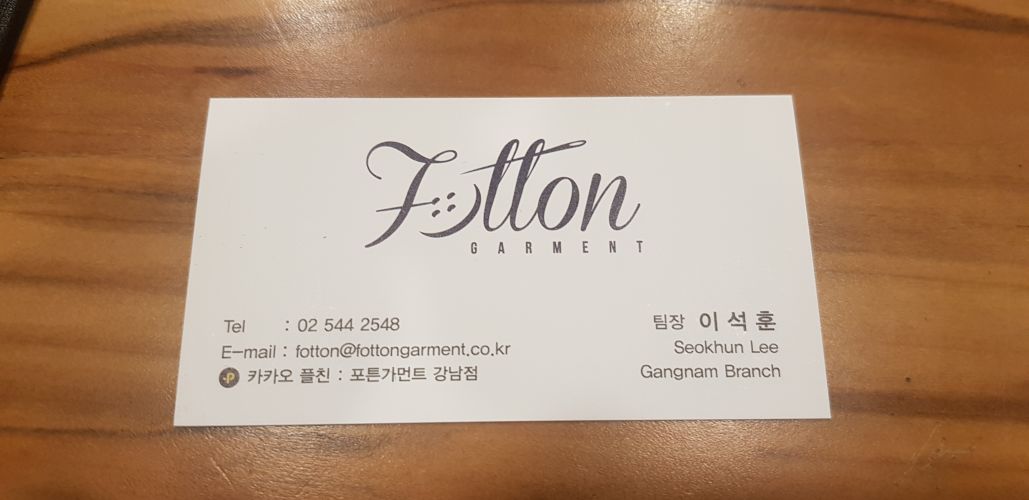 Fotton
GARMENT
Tel : 02 544 2548
E-mail : fotton@fottongarment.co.kr
P 카카오 플친 : 포튼가먼트 강남점
팀장 이석훈
Seokhun Lee
Gangnam Branch